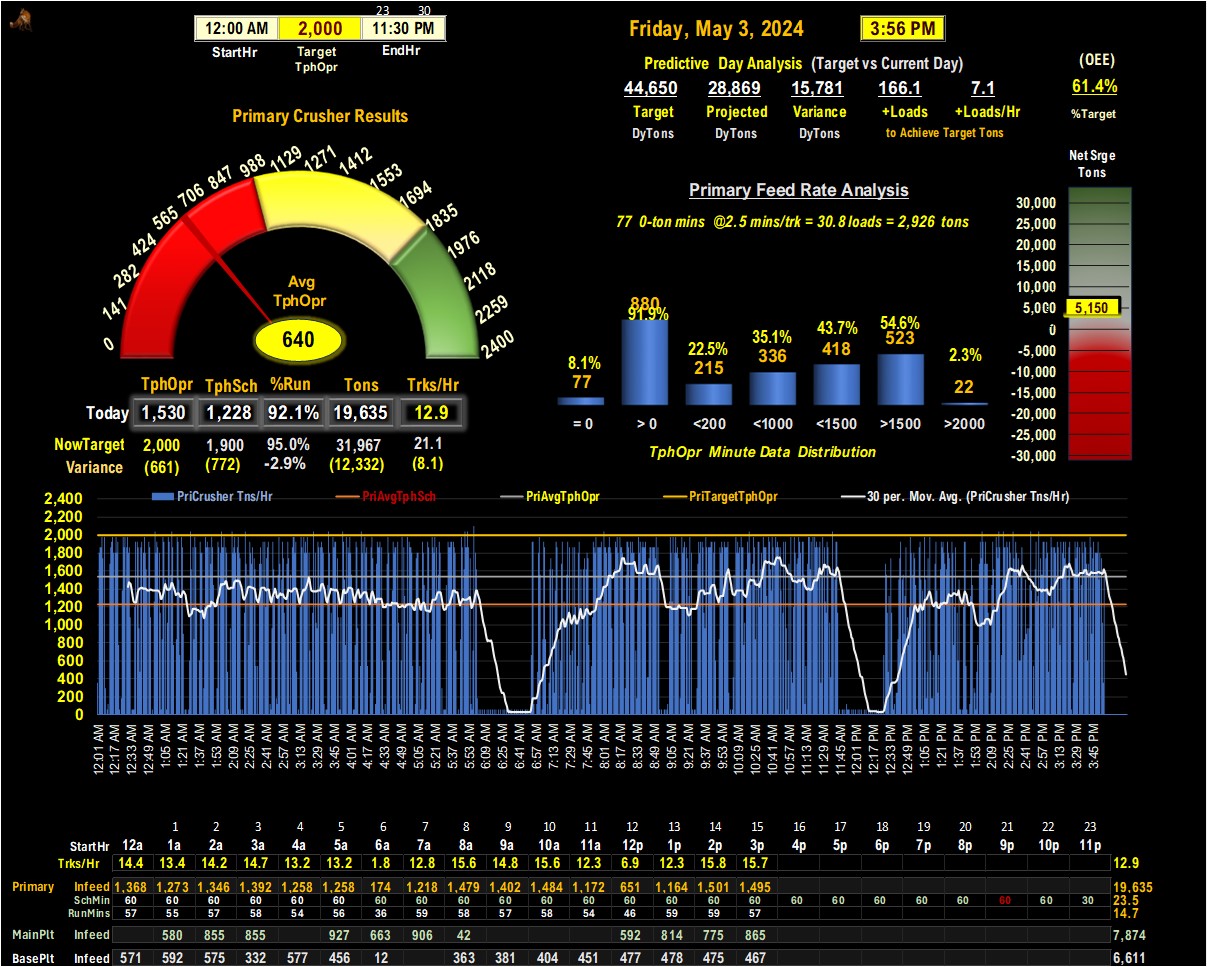 23 30
12:00 AM 2,000 11:30 PM
StartHr Target EndHr
TphOpr
Friday, May 3, 2024 3:56 PM
Predictive Day Analysis (Target vs Current Day)
44,650 28,869 15,781 166.1 7.1
Target Projected Variance +Loads +Loads/Hr
DyTons DyTons DyTons to Achieve Target Tons
(OEE)
61.4%
%Target
Primary Crusher Results
0 141 282 424 565 706 847 988 1129 1271 1412 1553 1694 1835 1976 2118 2259 2400
Avg
TphOpr
640
TphOpr TphSch %Run Tons Trks/Hr
Today 1,530 1,228 92.1% 19,635 12.9
NowTarget 2,000 1,900 95.0% 31,967 21.1
Variance (661) (772) -2.9% (12,332) (8.1)
Primary Feed Rate Analysis
77 0-ton mins @2.5 mins/trk = 30.8 loads = 2,926 tons
8.1% 91.9% 22.5% 35.1% 43.7% 54.6% 2.3%
77 880 215 336 418 523 22
= 0 > 0 <200 <1000 <1500 >1500 >2000
TphOpr Minute Data Distribution
Net Srge
Tons
30,000
25,000
20,000
15,000
10,000
5,000 5,150
0
-5,000
-10,000
-15,000
-20,000
-25,000
-30,000
PriCrusher Tns/Hr PriAvgTphSch PriAvgTphOpr PriTargetTphOpr 30 per. Mov. Avg. (PriCrusher Tns/Hr)
2,400
2,200
2,000
1,800
1,600
1,400
1,200
1,000
800
600
400
200
0
12:01 AM 12:17 AM 12:33 AM 12:49 AM 1:05 AM 1:21 AM 1:37 AM 1:53 AM 2:09 AM 2:25 AM 2:41 AM 2:57 AM 3:13 AM 3:29 AM 3:45 AM 4:01 AM 4:17 AM 4:33 AM 4:49 AM 5:05 AM 5:21 AM 5:37 AM 5:53 AM 6:09 AM 6:25 AM 6:41 AM 6:57 AM 7:13 AM 7:29 AM 7:45 AM 8:01 AM 8:17 AM 8:33 AM 8:49 AM 9:05 AM 9:21 AM 9:37 AM 9:53 AM 10:09 AM 10:25 AM 10:41 AM 10:57 AM 11:13 AM 11:29 AM 11:45 AM 12:01 PM 12:17 PM 12:33 PM 12:49 PM 1:05 PM 1:21 PM 1:37 PM 1:53 PM 2:09 PM 2:25 PM 2:41 PM 2:57 PM 3:13 PM 3:29 PM 3:45 PM
1 2 3 4 5 6 7 8 9 10 11 12 13 14 15 16 17 18 19 20 21 22 23
StartHr 12a 1a 2a 3a 4a 5a 6a 7a 8a 9a 10a 11a 12p 1p 2p 3p 4p 5p 6p 7p 8p 9p 10p 11p
Trks/Hr 14.4 13.4 14.2 14.7 13.2 13.2 1.8 12.8 15.6 14.8 15.6 12.3 6.9 12.3 15.8 15.7 12.9
Primary Infeed 1,368 1,273 1,346 1,392 1,258 1,258 174 1,218 1,479 1,402 1,484 1,172 651 1,164 1,501 1,495 19,635
SchMin 60 60 60 60 60 60 60 60 60 60 60 60 60 60 60 60 60 60 60 60 60 60 60 30 23.5
RunMins 57 55 57 58 54 56 36 59 58 57 58 54 46 59 59 57 14.7
MainPlt Infeed 580 855 855 927 663 906 42 592 814 775 865 7,874
BasePlt Infeed 571 592 575 332 577 456 12 363 381 404 451 477 478 475 467 6,611